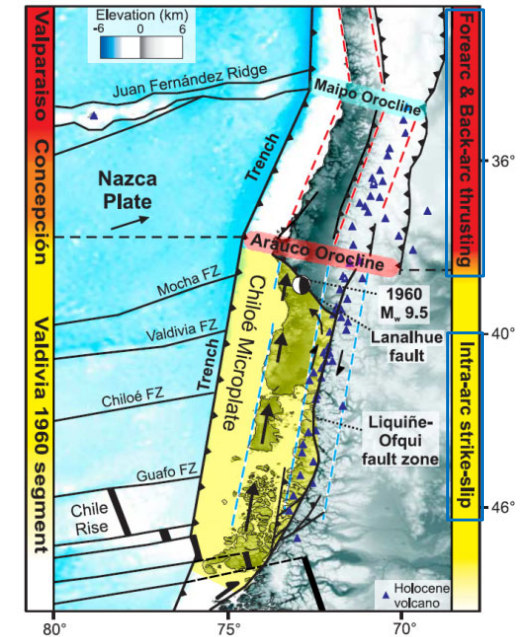 Elevation (km)
-6 0 6
Valparaiso
Concepción
Valdivia 1960 segment
Juan Fernández Ridge
Maipo Orocline
Trench
Nazca
Plate
Arauco Orocline
Forearc & Back-arc thrusting
36°
Mocha FZ
Chiloé Microplate
1960
Mw 9.5
Lanalhue
fault
40°
Valdivia FZ
Trench
Chiloé FZ
Liquiñe-
Ofqui
fault zone
Intra-arc strike-slip
Guafo FZ
Chile
Rise
46°
Holocene
volcano
80° 75° 70°